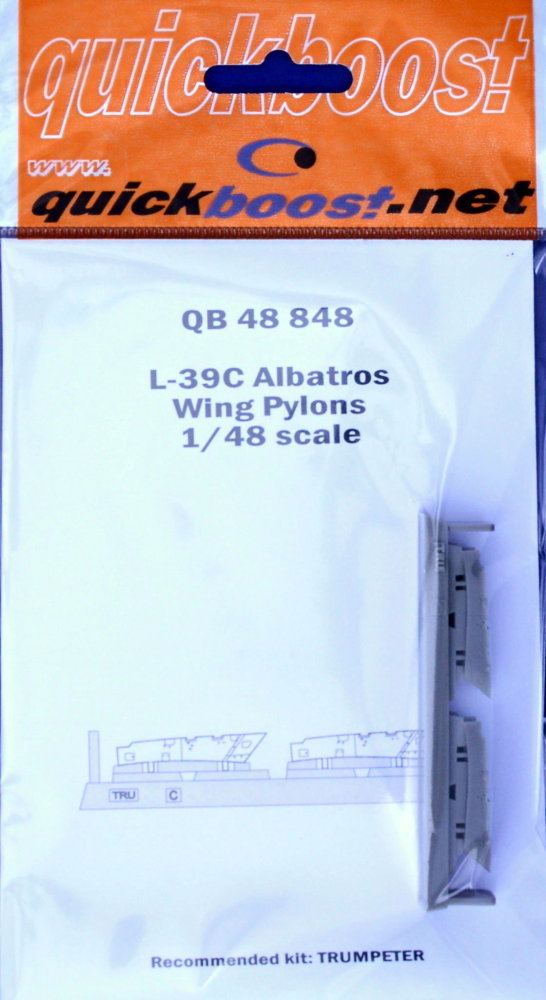 quickboost
www.
quickboost.net
QB 48 848
L-39C Albatros
Wing Pylons
1/48 scale
TRU C
Recommended kit: TRUMPETER